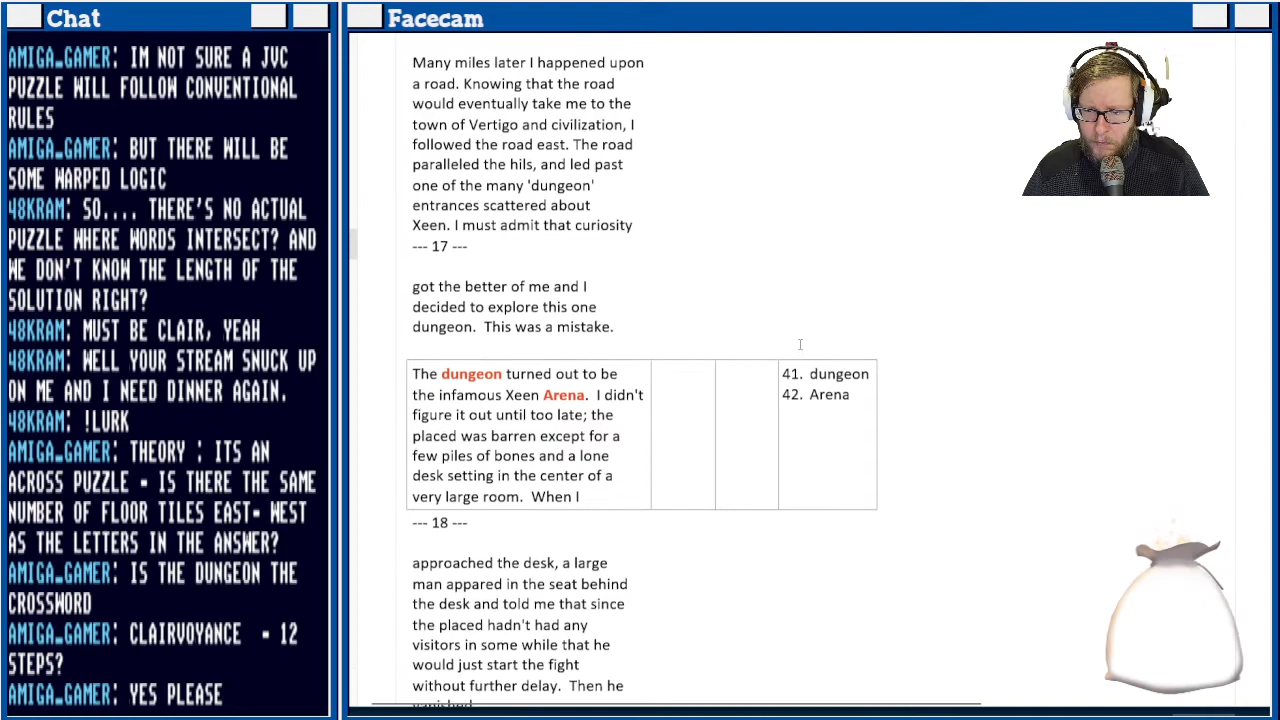 Chat
AMIGA_GAMER: IM NOT SURE A JVC
PUZZLE WILL FOLLOW CONVENTIONAL
RULES
AMIGA_GAMER: BUT THERE WILL BE
SOME WARPED LOGIC
48KRAM: SO.... THERE'S NO ACTUAL
PUZZLE WHERE WORDS INTERSECT? AND
WE DON'T KNOW THE LENGTH OF THE
SOLUTION RIGHT?
48KRAM: MUST BE CLAIR, YEAH
48KRAM: WELL YOUR STREAM SNUCK UP
ON ME AND I NEED DINNER AGAIN.
48KRAM: !LURK
AMIGA_GAMER: THEORY : ITS AN
ACROSS PUZZLE - IS THERE THE SAME
NUMBER OF FLOOR TILES EAST- WEST
AS THE LETTERS IN THE ANSWER?
AMIGA_GAMER: IS THE DUNGEON THE
CROSSWORD
AMIGA_GAMER: CLAIRVOYANCE - 12
STEPS?
AMIGA_GAMER: YES PLEASE
Facecam
Many miles later I happened upon
a road. Knowing that the road
would eventually take me to the
town of Vertigo and civilization, I
followed the road east. The road
paralleled the hils, and led past
one of the many 'dungeon'
entrances scattered about
Xeen. I must admit that curiosity
--- 17 ---
got the better of me and I
decided to explore this one
dungeon. This was a mistake.
The dungeon turned out to be
the infamous Xeen Arena. I didn't
figure it out until too late; the
placed was barren except for a
few piles of bones and a lone
desk setting in the center of a
very large room. When I
41. dungeon
42. Arena
--- 18 ---
approached the desk, a large
man appared in the seat behind
the desk and told me that since
the placed hadn't had any
visitors in some while that he
would just start the fight
without further delay. Then he
vanished